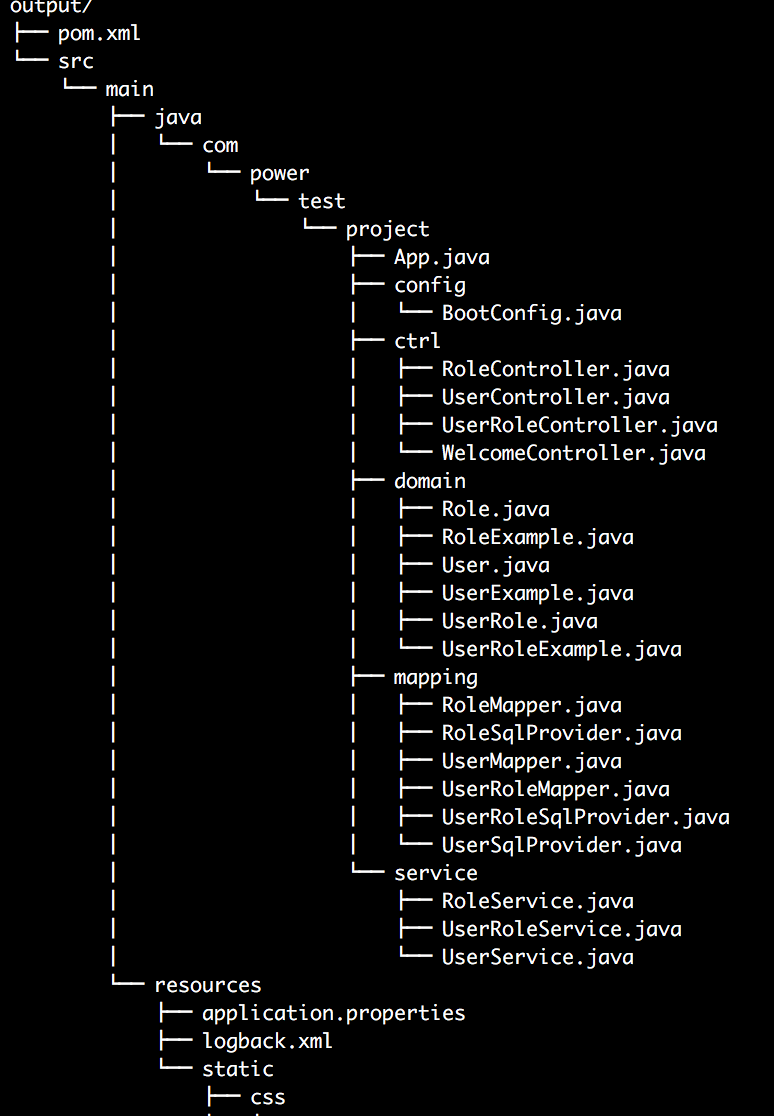 output/
├── pom.xml
└── src
    └── main
        ├── java
        │   └── com
        │       └── power
        │           └── test
        │               └── project
        │                   ├── App.java
        │                   ├── config
        │                   │   └── BootConfig.java
        │                   ├── ctrl
        │                   │   ├── RoleController.java
        │                   │   ├── UserController.java
        │                   │   ├── UserRoleController.java
        │                   │   └── WelcomeController.java
        │                   ├── domain
        │                   │   ├── Role.java
        │                   │   ├── RoleExample.java
        │                   │   ├── User.java
        │                   │   ├── UserExample.java
        │                   │   ├── UserRole.java
        │                   │   └── UserRoleExample.java
        │                   ├── mapping
        │                   │   ├── RoleMapper.java
        │                   │   ├── RoleSqlProvider.java
        │                   │   ├── UserMapper.java
        │                   │   ├── UserRoleMapper.java
        │                   │   ├── UserRoleSqlProvider.java
        │                   │   └── UserSqlProvider.java
        │                   └── service
        │                       ├── RoleService.java
        │                       ├── UserRoleService.java
        │                       └── UserService.java
        └── resources
            ├── application.properties
            ├── logback.xml
            └── static
                ├── css